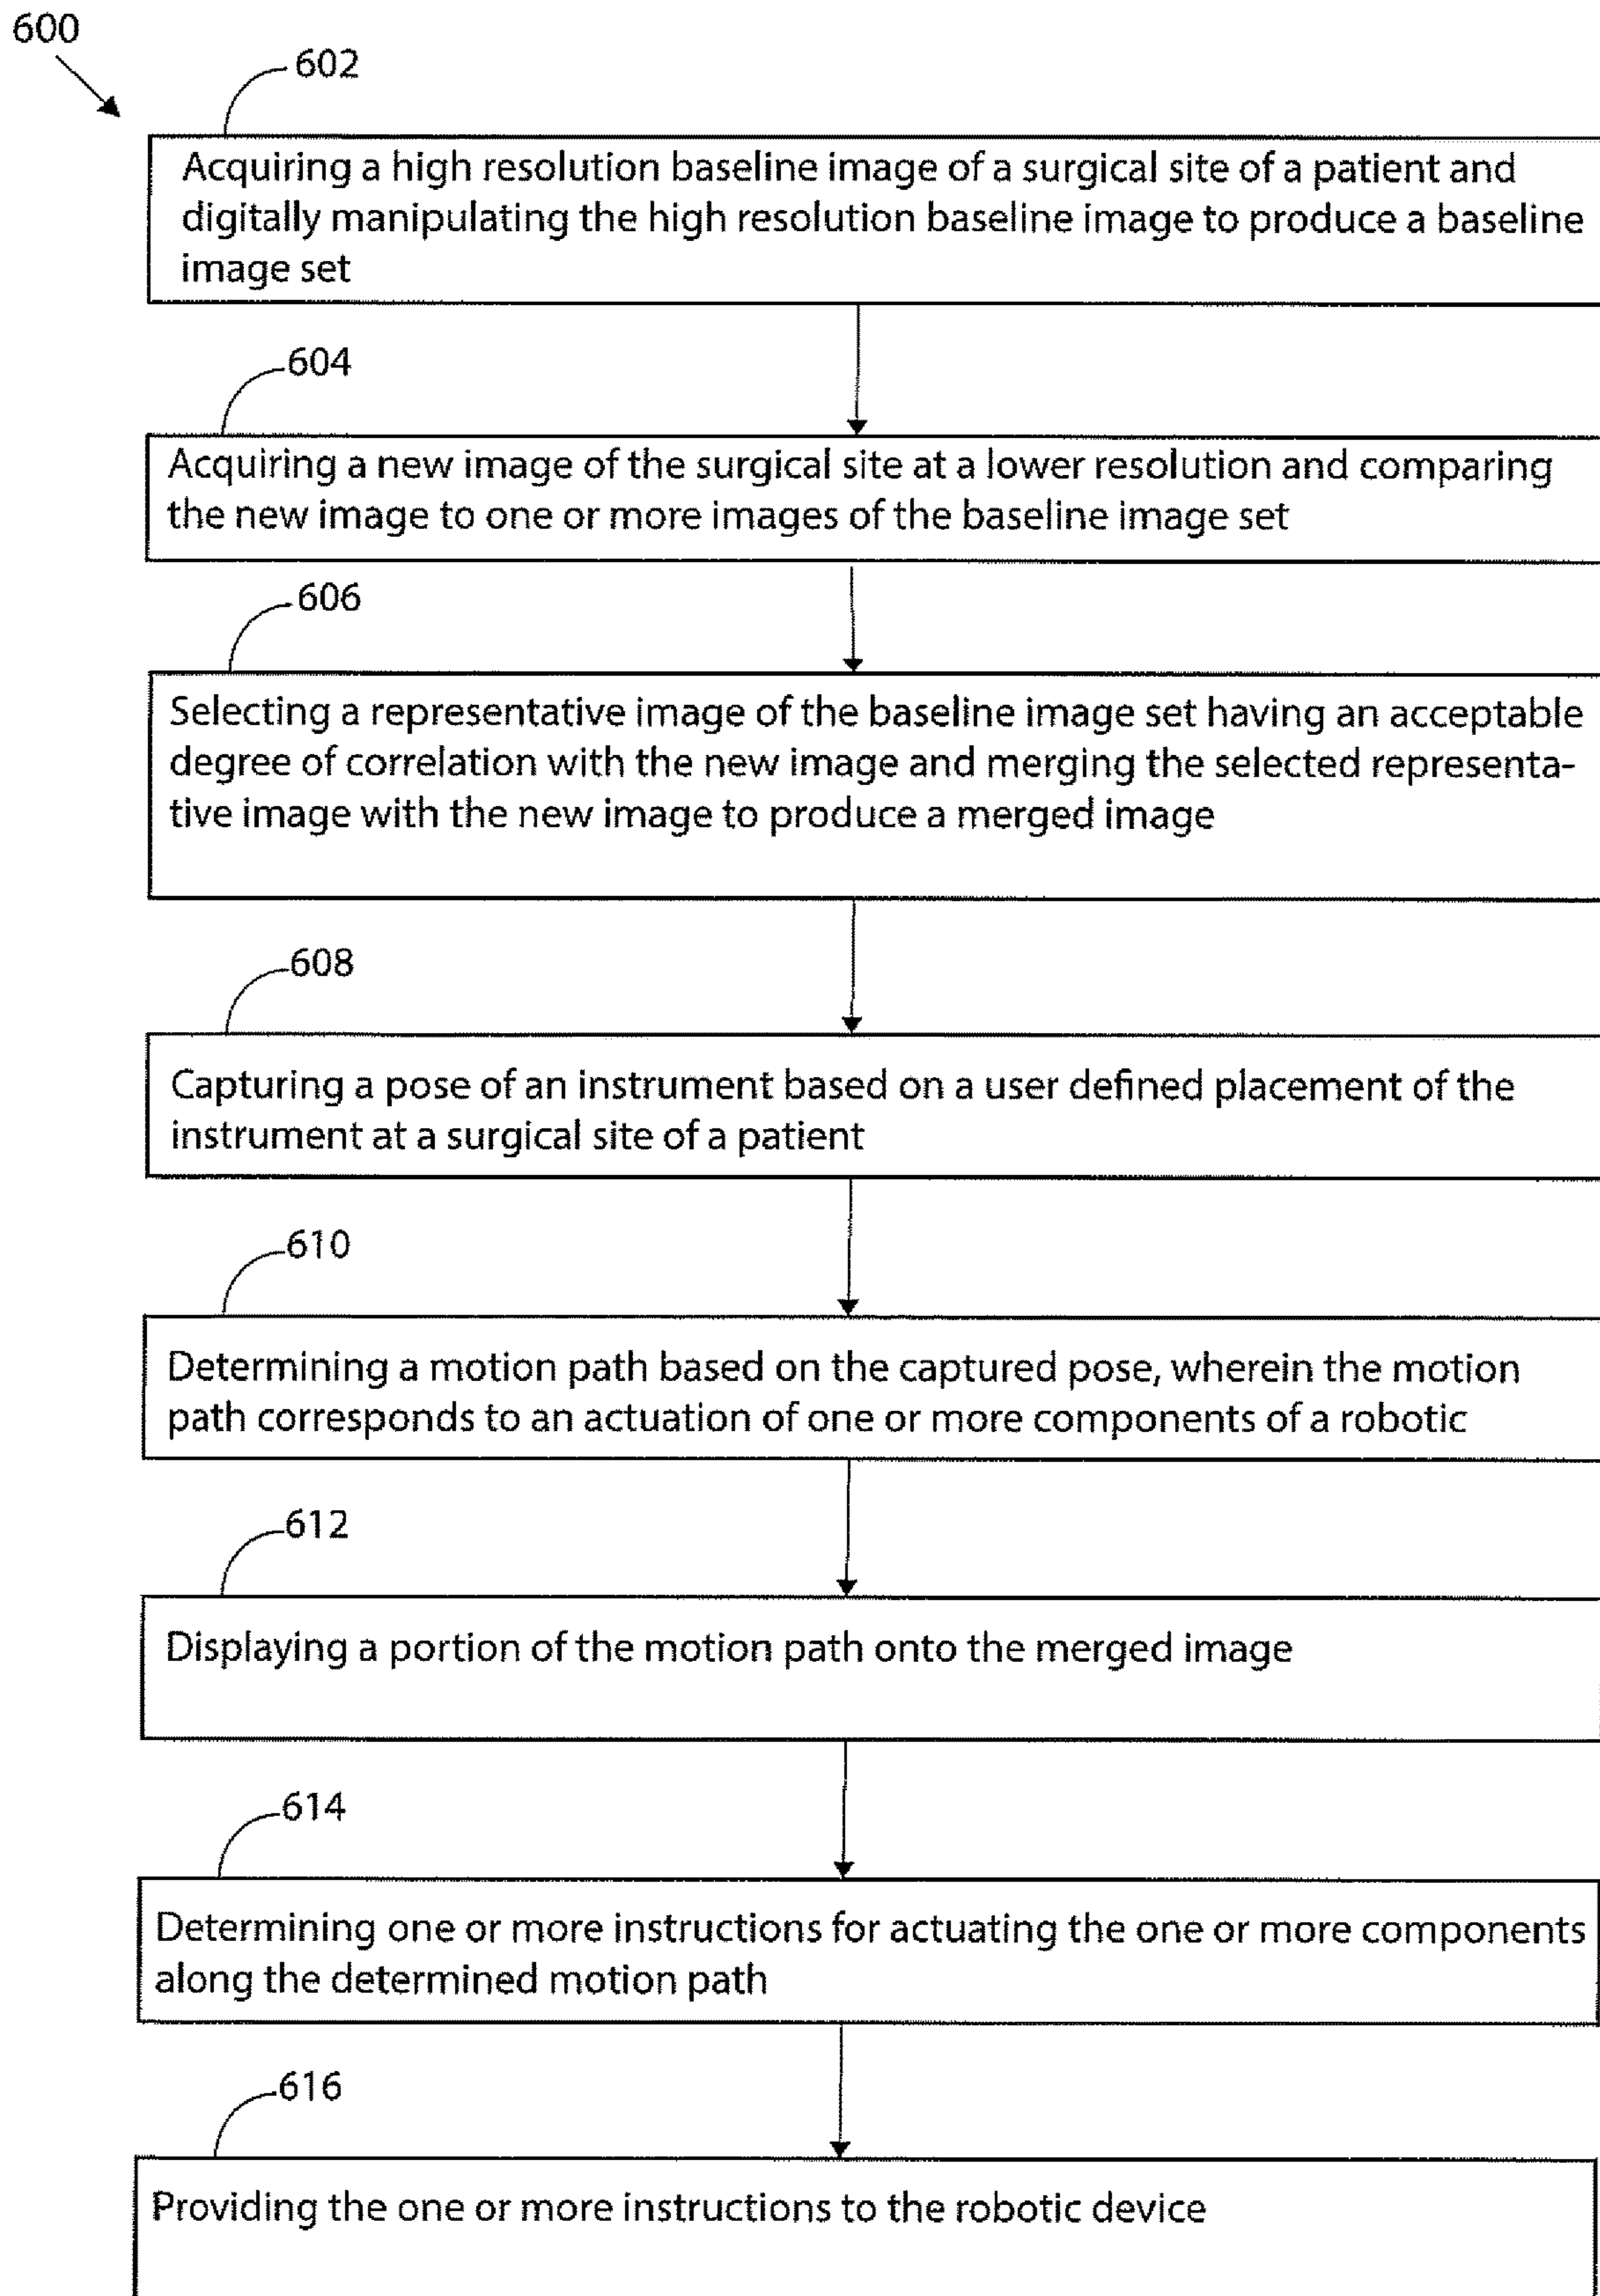 600
602
Acquiring a high resolution baseline image of a surgical site of a patient and
digitally manipulating the high resolution baseline image to produce a baseline
image set
604
Acquiring a new image of the surgical site at a lower resolution and comparing
the new image to one or more images of the baseline image set
606
Selecting a representative image of the baseline image set having an acceptable
degree of correlation with the new image and merging the selected representa-
tive image with the new image to produce a merged image
608
Capturing a pose of an instrument based on a user defined placement of the
instrument at a surgical site of a patient
610
Determining a motion path based on the captured pose, wherein the motion
path corresponds to an actuation of one or more components of a robotic
612
Displaying a portion of the motion path onto the merged image
614
Determining one or more instructions for actuating the one or more components
along the determined motion path
616
Providing the one or more instructions to the robotic device